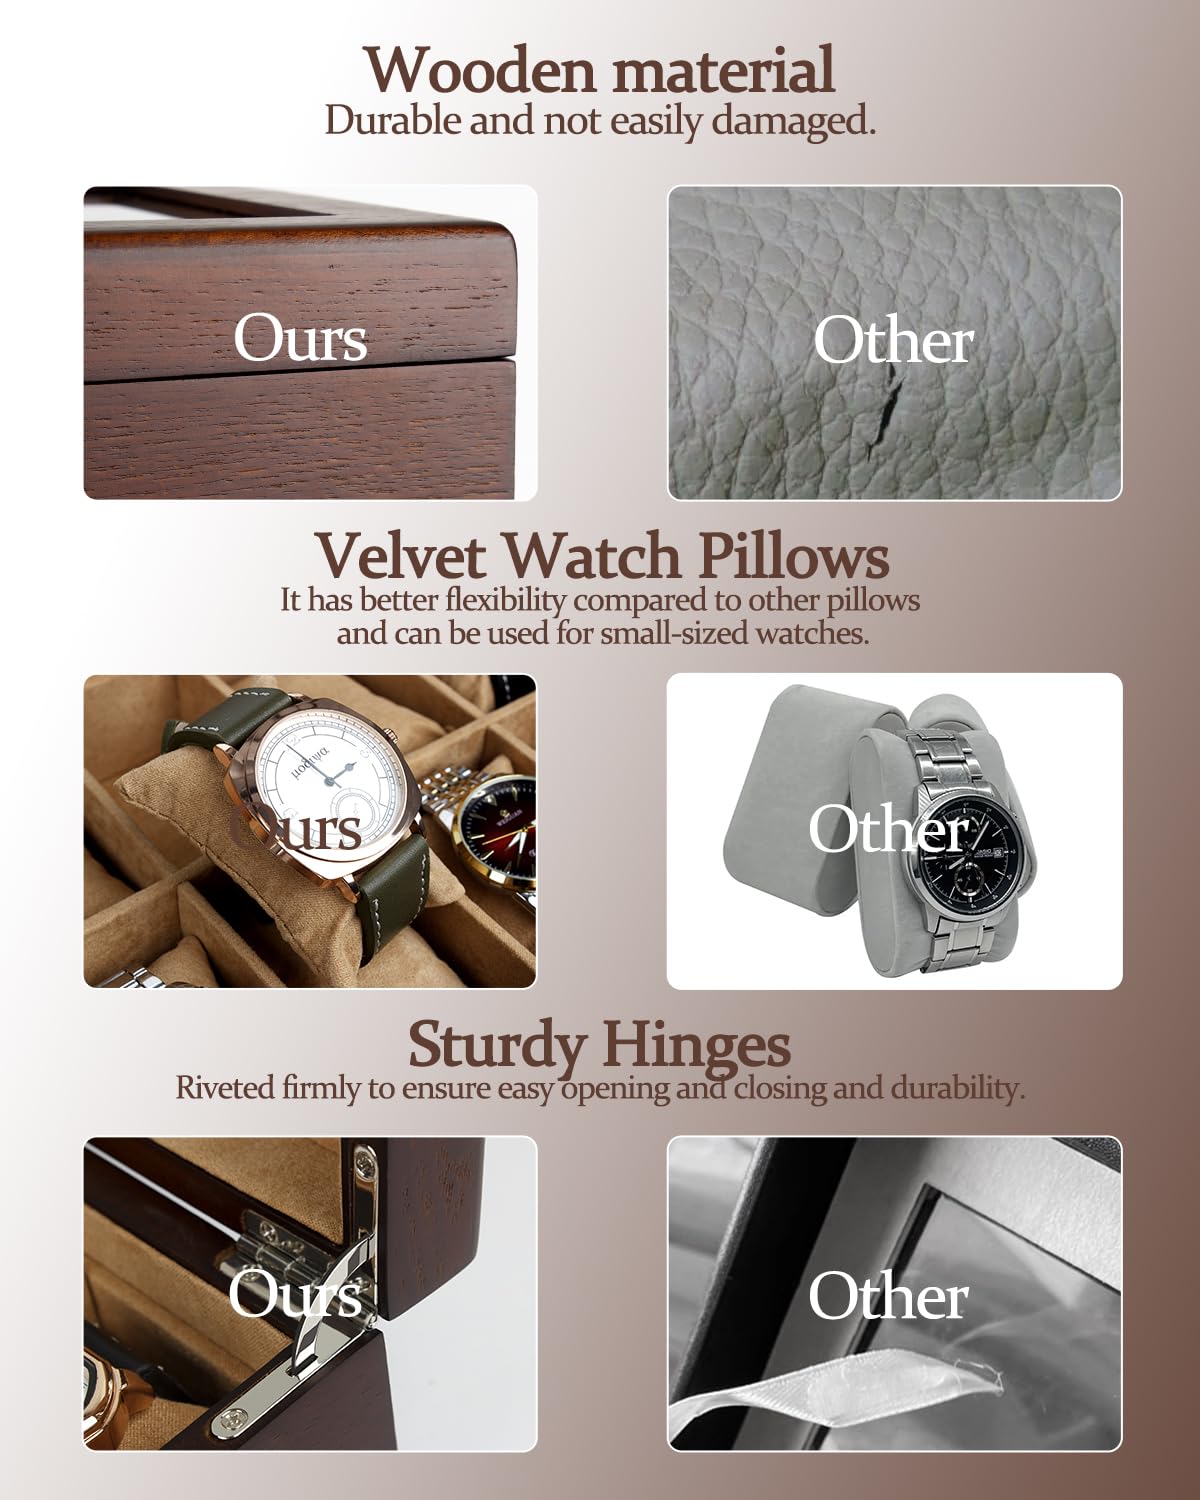 Wooden material
Durable and not easily damaged.
Ours
Other
Velvet Watch Pillows
It has better flexibility compared to other pillows
and can be used for small-sized watches.
Ours
Other
Sturdy Hinges
Riveted firmly to ensure easy opening and closing and durability.
Ours
Other